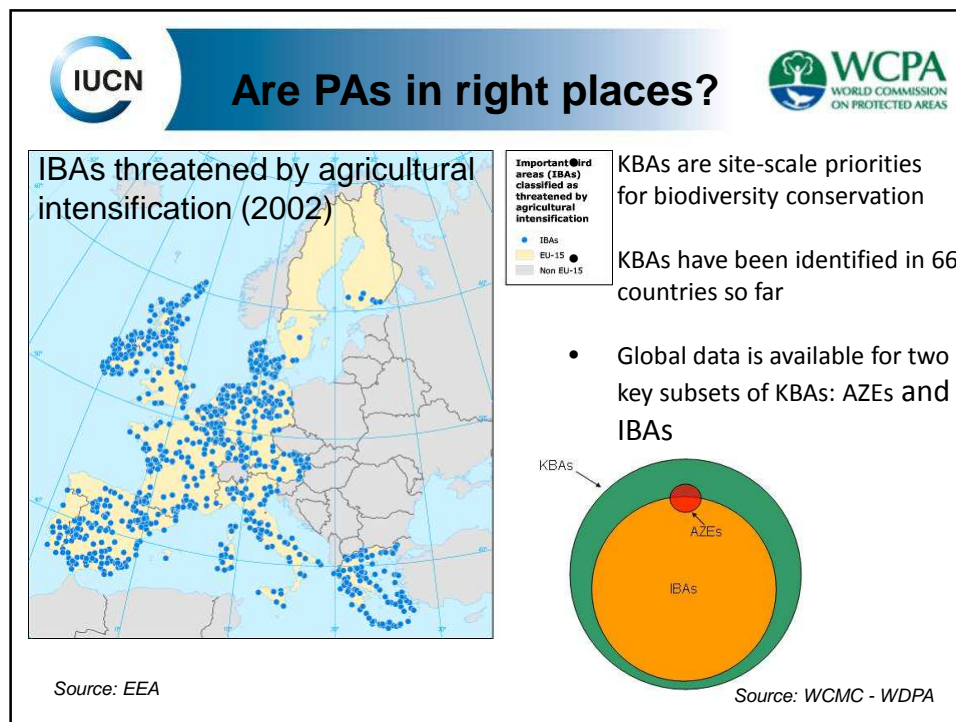 IUCN
Are PAs in right places?
WCPA
WORLD COMMISSION
ON PROTECTED AREAS
IBAs threatened by agricultural
intensification (2002)
areas (IBAs)
classified as
threatened by
agricultural
intensification
IBAs
EU-15
Non EU-15
• KBAs are site-scale priorities
for biodiversity conservation
• KBAs have been identified in 66
countries so far
• Global data is available for two
key subsets of KBAs: AZEs and
IBAs
KBAs
AZEs
IBAs
Source: EEA
Source: WCMC - WDPA